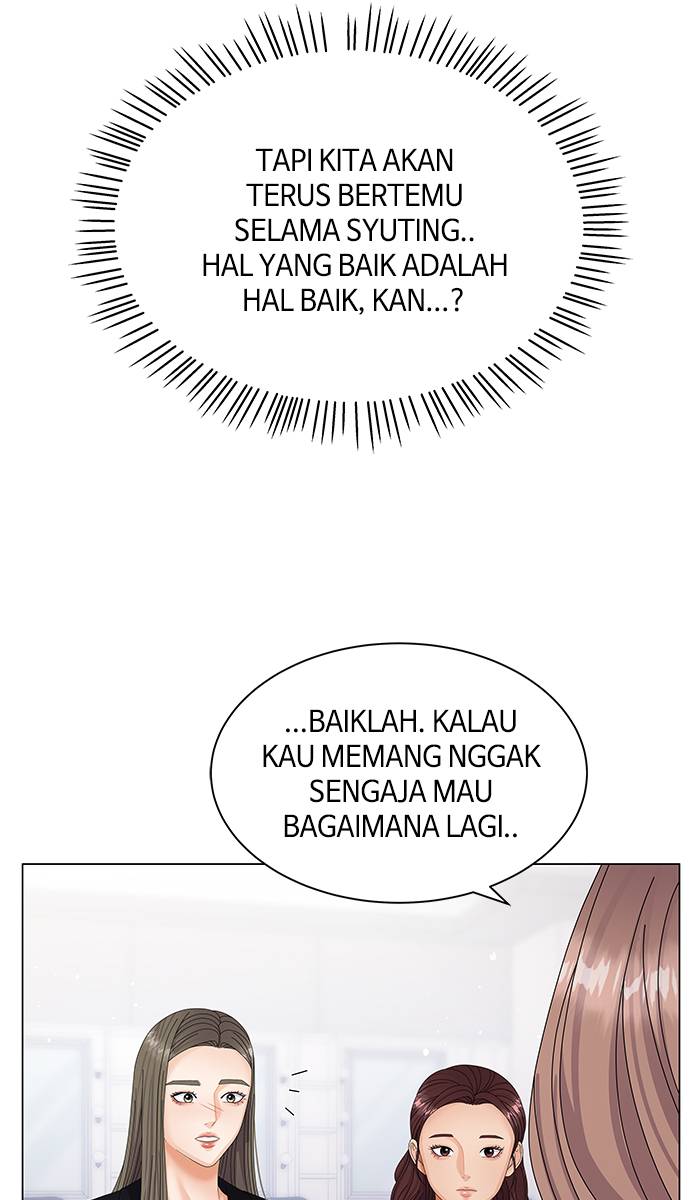 TAPI KITA AKAN
TERUS BERTEMU
SELAMA SYUTING..
HAL YANG BAIK ADALAH
HAL BAIK, KAN...?
...BAIKLAH. KALAU
KAU MEMANG NGGAK
SENGAJA MAU
BAGAIMANA LAGI..